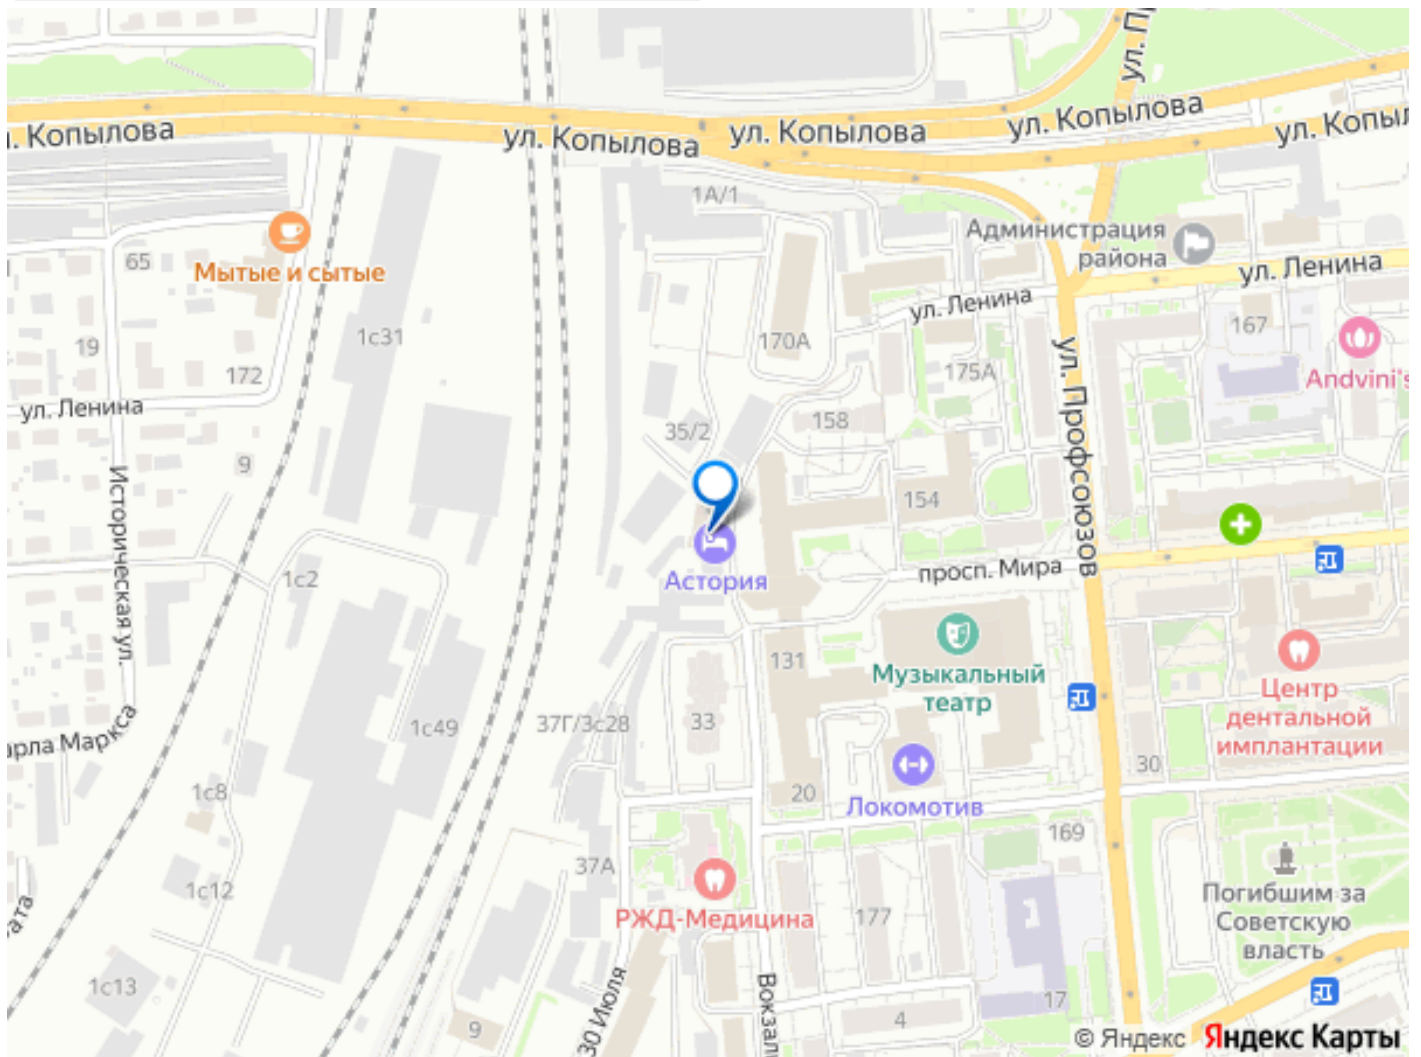 ул. Пр
л. Копылова
ул. Копылова
ул. Копылова
ул. Копылова
ул. Копыл
1А/1
Администрация
района
65
Мытые и сытые
ул. Ленина
ул. Ленина
167
1с31
19
170А
Andvini's
172
175А
ул. Профсоюзов
ул. Ленина
35/2
158
9
Историческая ул.
154
1с2
Астория
просп. Мира
131
Музыкальный
театр
Центр
дентальной
имплантации
арла Маркса
1с49
37Г/3с28
33
30
1с8
20
Локомотив
169
37А
1с12
РЖД-Медицина
177
Погибшим за
Советскую
власть
ата
1с13
30 Июля
Вокзаль
17
9
4
© Яндекс Яндекс Карты